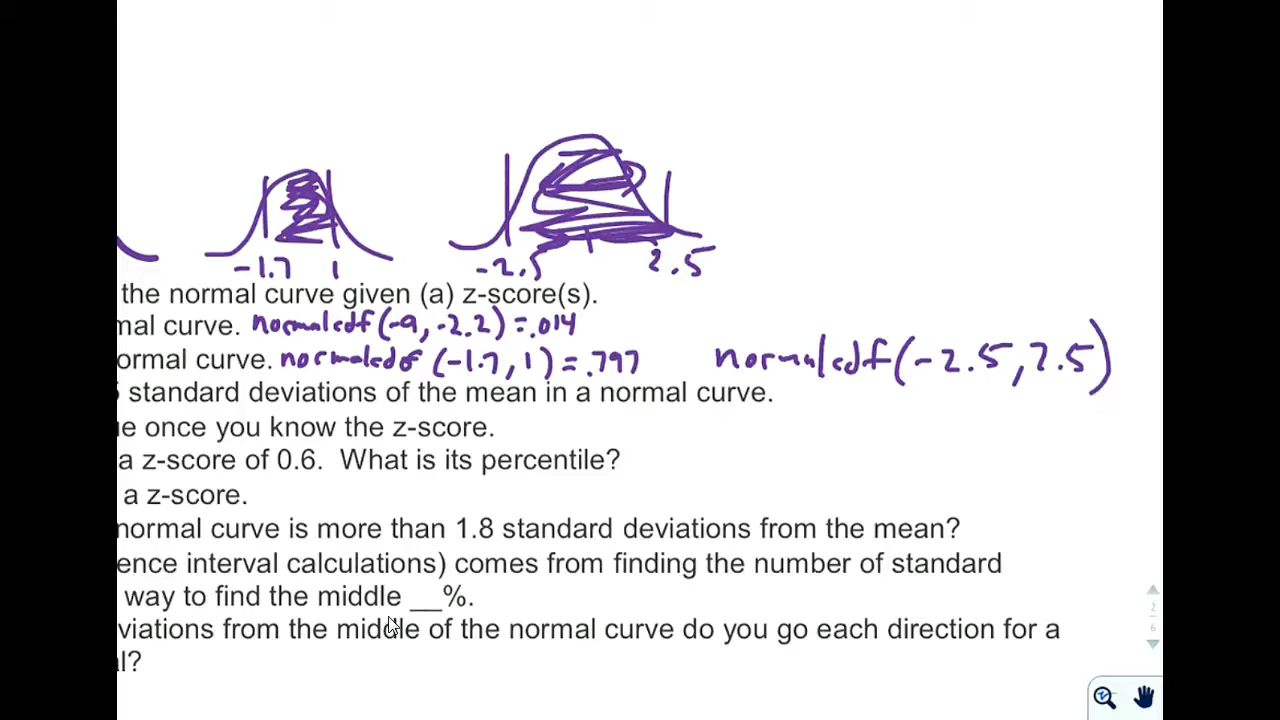 -1.7 1 -2.5 2.5
the normal curve given (a) z-score(s).
mal curve. normalcdf(-9, -2.2) = .014
ormal curve. normalcdf (-1.7, 1) = .797 normalcdf(-2.5, 2.5)
standard deviations of the mean in a normal curve.
e once you know the z-score.
a z-score of 0.6. What is its percentile?
a z-score.
normal curve is more than 1.8 standard deviations from the mean?
ence interval calculations) comes from finding the number of standard
way to find the middle __%.
viations from the middle of the normal curve do you go each direction for a
l?
2
6